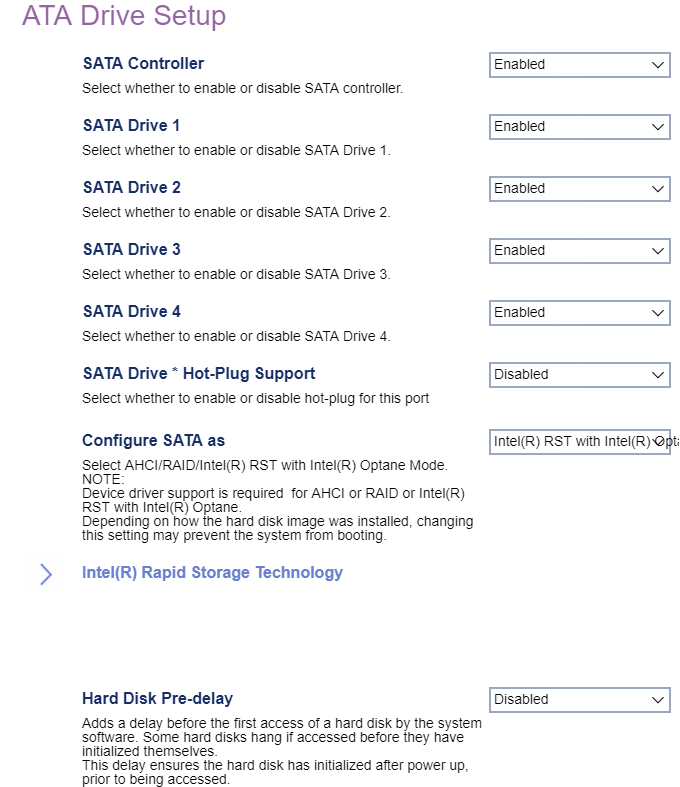 ATA Drive Setup
SATA Controller
Enabled
Select whether to enable or disable SATA controller.
SATA Drive 1
Enabled
Select whether to enable or disable SATA Drive 1.
SATA Drive 2
Enabled
Select whether to enable or disable SATA Drive 2.
SATA Drive 3
Enabled
Select whether to enable or disable SATA Drive 3.
SATA Drive 4
Enabled
Select whether to enable or disable SATA Drive 4.
SATA Drive * Hot-Plug Support
Disabled
Select whether to enable or disable hot-plug for this port
Configure SATA as
Intel(R) RST with Intel(R) Opta
Select AHCI/RAID/Intel(R) RST with Intel(R) Optane Mode.
NOTE:
Device driver support is required  for AHCI or RAID or Intel(R)
RST with Intel(R) Optane.
Depending on how the hard disk image was installed, changing
this setting may prevent the system from booting.
Intel(R) Rapid Storage Technology
Hard Disk Pre-delay
Disabled
Adds a delay before the first access of a hard disk by the system
software. Some hard disks hang if accessed before they have
initialized themselves.
This delay ensures the hard disk has initialized after power up,
prior to being accessed.